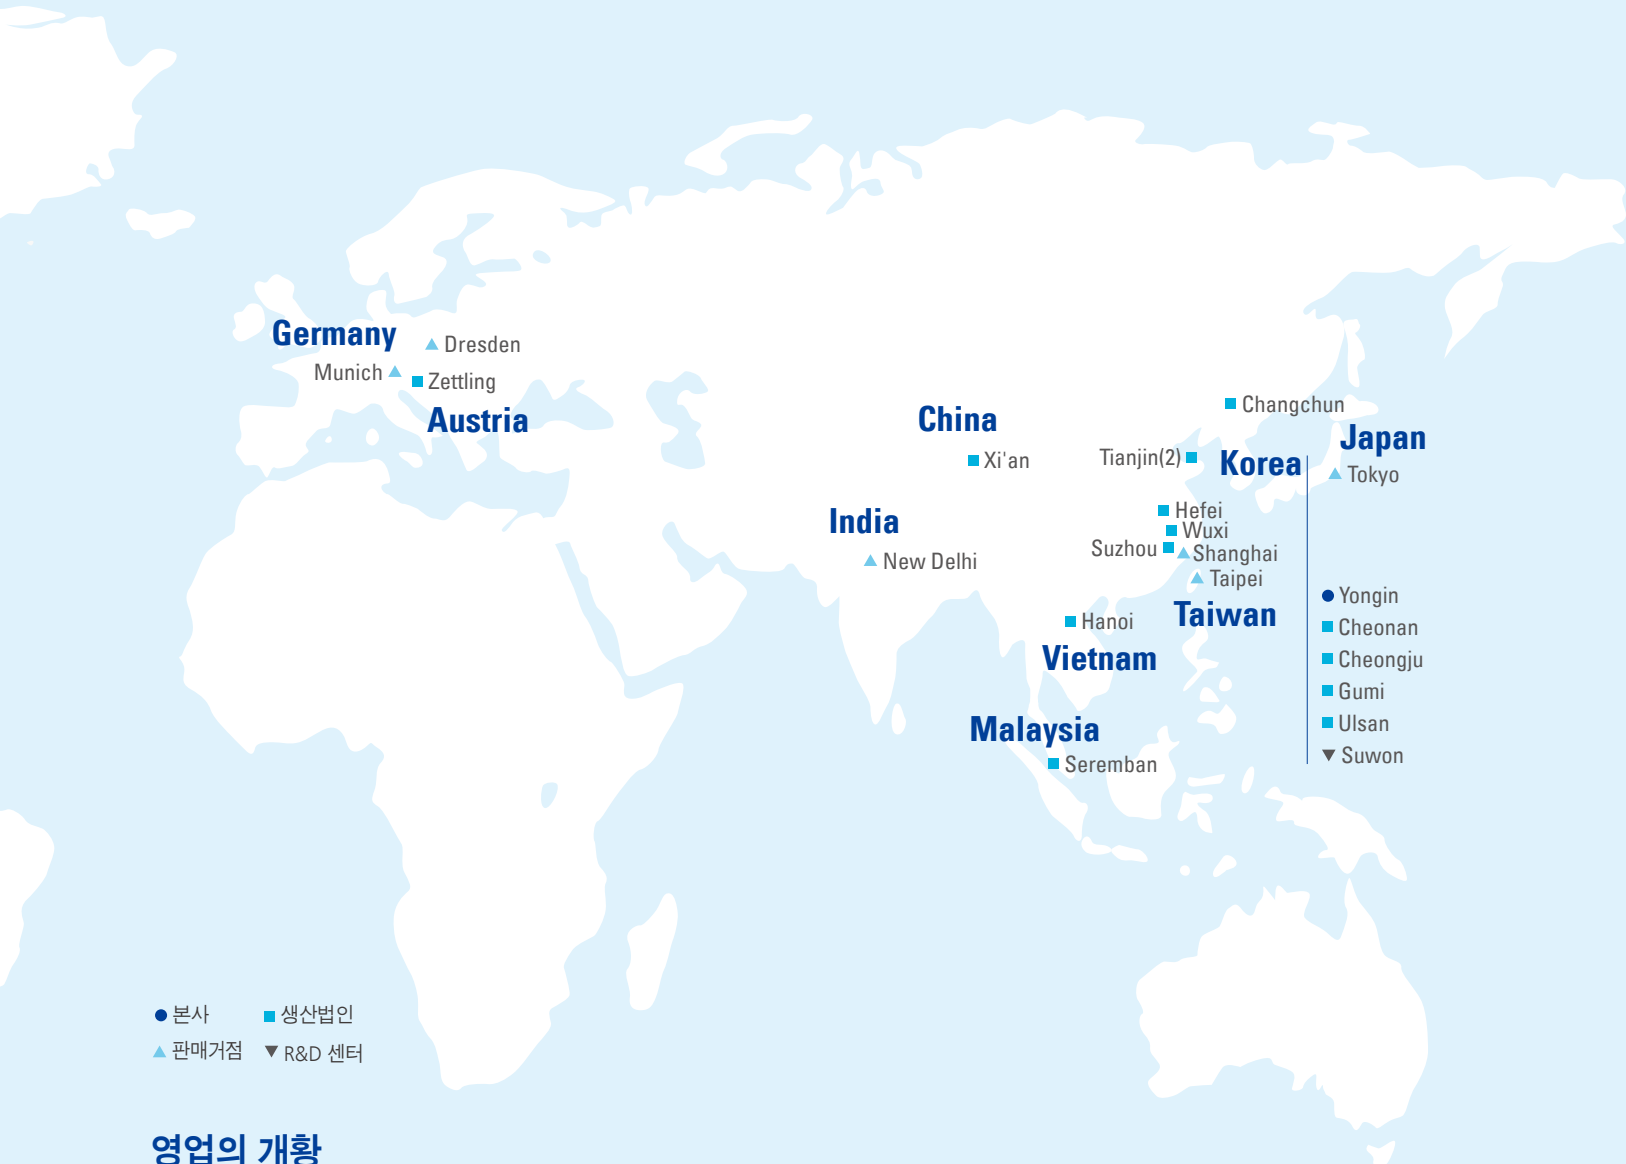 Germany
Dresden
Munich
Zettling
Austria
China
Xi'an
Changchun
Japan
Tianjin(2)
Korea
Tokyo
India
New Delhi
Hefei
Wuxi
Suzhou
Shanghai
Taipei
Taiwan
Hanoi
Vietnam
Malaysia
Seremban
Yongin
Cheonan
Cheongju
Gumi
Ulsan
Suwon
본사
생산법인
판매거점
R&D 센터
영업의 개황